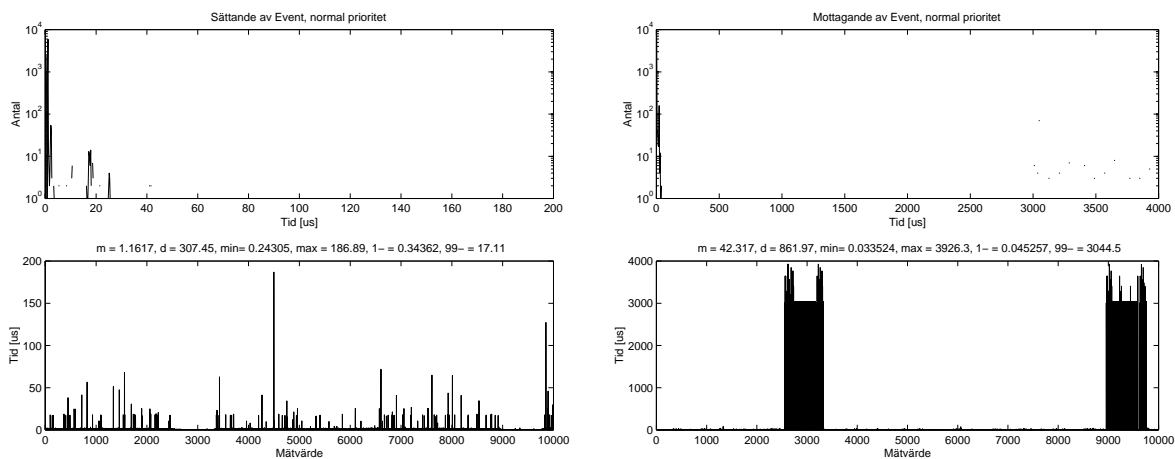 Sättande av Event, normal prioritet
10^4
10^3
10^2
10^1
10^0
Antal
0 20 40 60 80 100 120 140 160 180 200
Tid [us]
m = 1.1617, d = 307.45, min= 0.24305, max = 186.89, 1− = 0.34362, 99− = 17.11
200
150
100
50
0
Tid [us]
0 1000 2000 3000 4000 5000 6000 7000 8000 9000 10000
Mätvärde
Mottagande av Event, normal prioritet
10^4
10^3
10^2
10^1
10^0
Antal
0 500 1000 1500 2000 2500 3000 3500 4000
Tid [us]
m = 42.317, d = 861.97, min= 0.033524, max = 3926.3, 1− = 0.045257, 99− = 3044.5
4000
3000
2000
1000
0
Tid [us]
0 1000 2000 3000 4000 5000 6000 7000 8000 9000 10000
Mätvärde